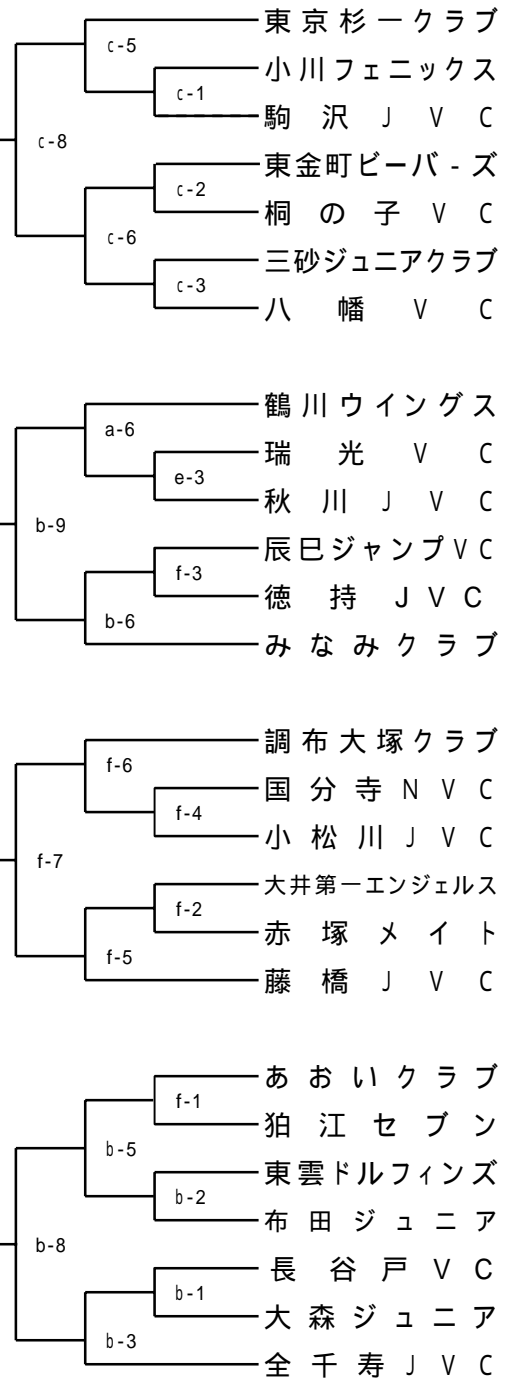 東京杉一クラブ
c-5
小川フェニックス
c-1
駒沢JVC
c-8
東金町ビーバ-ズ
c-2
桐の子VC
c-6
三砂ジュニアクラブ
c-3
八幡VC
鶴川ウイングス
a-6
瑞光VC
e-3
秋川JVC
b-9
辰巳ジャンプVC
f-3
徳持JVC
b-6
みなみクラブ
調布大塚クラブ
f-6
国分寺NVC
f-4
小松川JVC
f-7
大井第一エンジェルス
f-2
赤塚メイト
f-5
藤橋JVC
あおいクラブ
f-1
狛江セブン
b-5
東雲ドルフィンズ
b-2
布田ジュニア
b-8
長谷戸VC
b-1
大森ジュニア
b-3
全千寿JVC